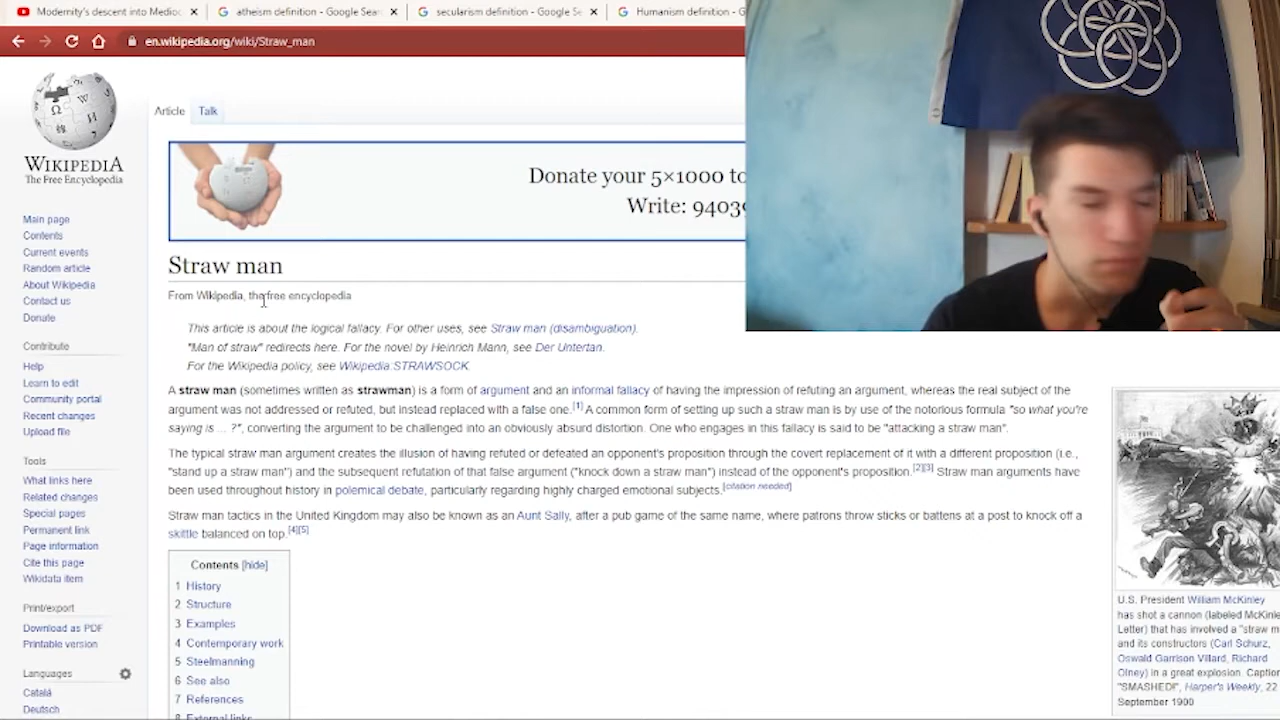 Modernity's descent into Medioc
atheism definition - Google Sear
secularism definition - Google Se
Humanism definition - G
en.wikipedia.org/wiki/Straw_man
WIKIPEDIA
The Free Encyclopedia
Main page
Contents
Current events
Random article
About Wikipedia
Contact us
Donate
Contribute
Help
Learn to edit
Community portal
Recent changes
Upload file
Tools
What links here
Related changes
Special pages
Permanent link
Page information
Cite this page
Wikidata item
Print/export
Download as PDF
Printable version
Languages
Català
Deutsch
Article Talk
Donate your 5×1000 to
Write: 9403
Straw man
From Wikipedia, the free encyclopedia
This article is about the logical fallacy. For other uses, see Straw man (disambiguation).
"Man of straw" redirects here. For the novel by Heinrich Mann, see Der Untertan.
For the Wikipedia policy, see Wikipedia:STRAWSOCK.
A straw man (sometimes written as strawman) is a form of argument and an informal fallacy of having the impression of refuting an argument, whereas the real subject of the
argument was not addressed or refuted, but instead replaced with a false one.[1] A common form of setting up such a straw man is by use of the notorious formula "so what you're
saying is ... ?", converting the argument to be challenged into an obviously absurd distortion. One who engages in this fallacy is said to be "attacking a straw man".
The typical straw man argument creates the illusion of having refuted or defeated an opponent's proposition through the covert replacement of it with a different proposition (i.e.,
"stand up a straw man") and the subsequent refutation of that false argument ("knock down a straw man") instead of the opponent's proposition.[2][3] Straw man arguments have
been used throughout history in polemical debate, particularly regarding highly charged emotional subjects.[citation needed]
Straw man tactics in the United Kingdom may also be known as an Aunt Sally, after a pub game of the same name, where patrons throw sticks or battens at a post to knock off a
skittle balanced on top.[4][5]
Contents [hide]
1 History
2 Structure
3 Examples
4 Contemporary work
5 Steelmanning
6 See also
7 References
8 External links
U.S. President William McKinley
has shot a cannon (labeled McKinle
Letter) that has involved a "straw m
and its constructors (Carl Schurz,
Oswald Garrison Villard, Richard
Olney) in a great explosion. Caption
"SMASHED!", Harper's Weekly, 22
September 1900